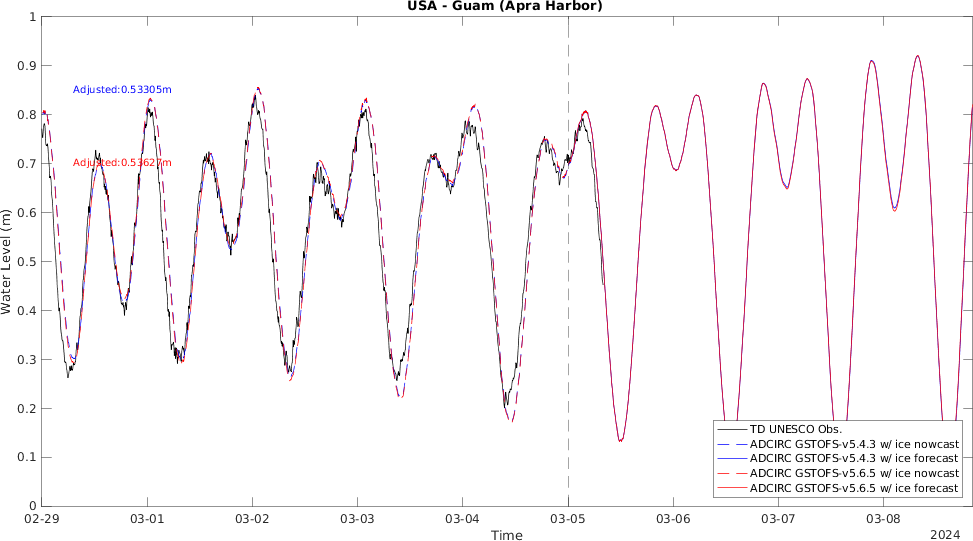 USA - Guam (Apra Harbor)
1
0.9
Adjusted:0.53305m
0.8
0.7
Adjusted:0.53627m
0.6
0.5
0.4
0.3
0.2
0.1
0
Water Level (m)
TD UNESCO Obs.
ADCIRC GSTOFS-v5.4.3 w/ ice nowcast
ADCIRC GSTOFS-v5.4.3 w/ ice forecast
ADCIRC GSTOFS-v5.6.5 w/ ice nowcast
ADCIRC GSTOFS-v5.6.5 w/ ice forecast
02-29 03-01 03-02 03-03 03-04 03-05 03-06 03-07 03-08
Time
2024